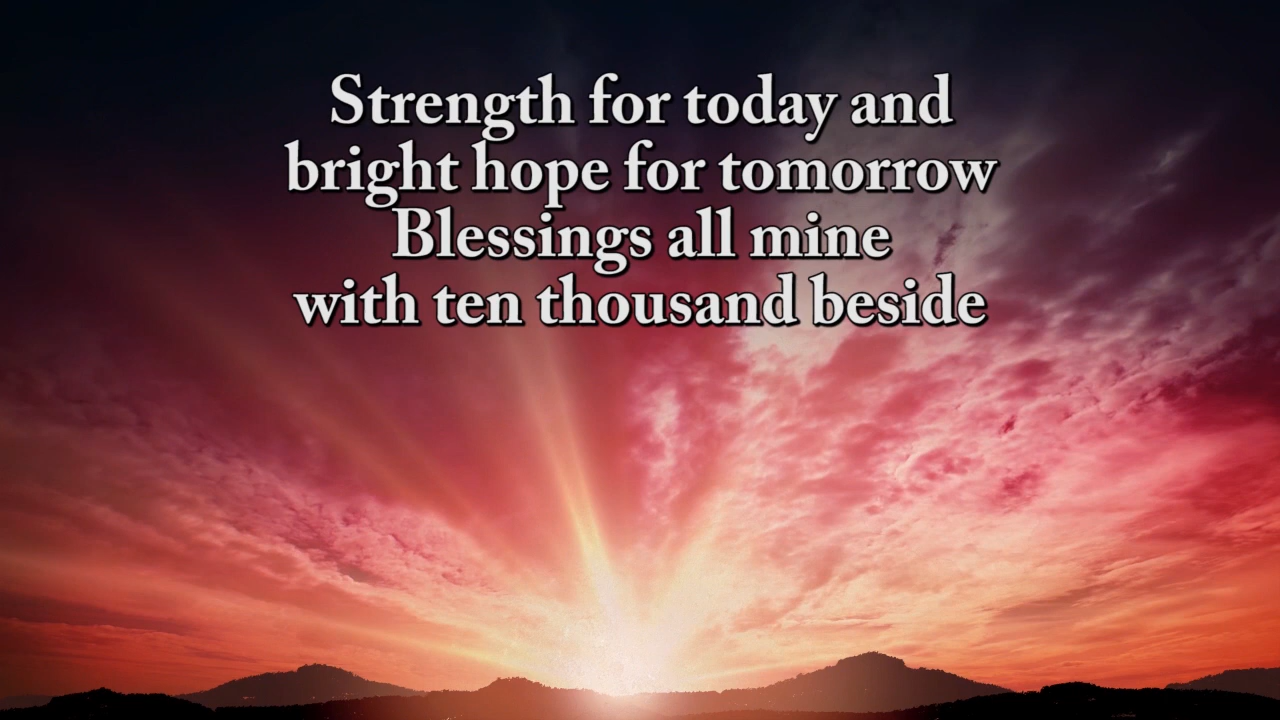 Strength for today and
bright hope for tomorrow
Blessings all mine
with ten thousand beside